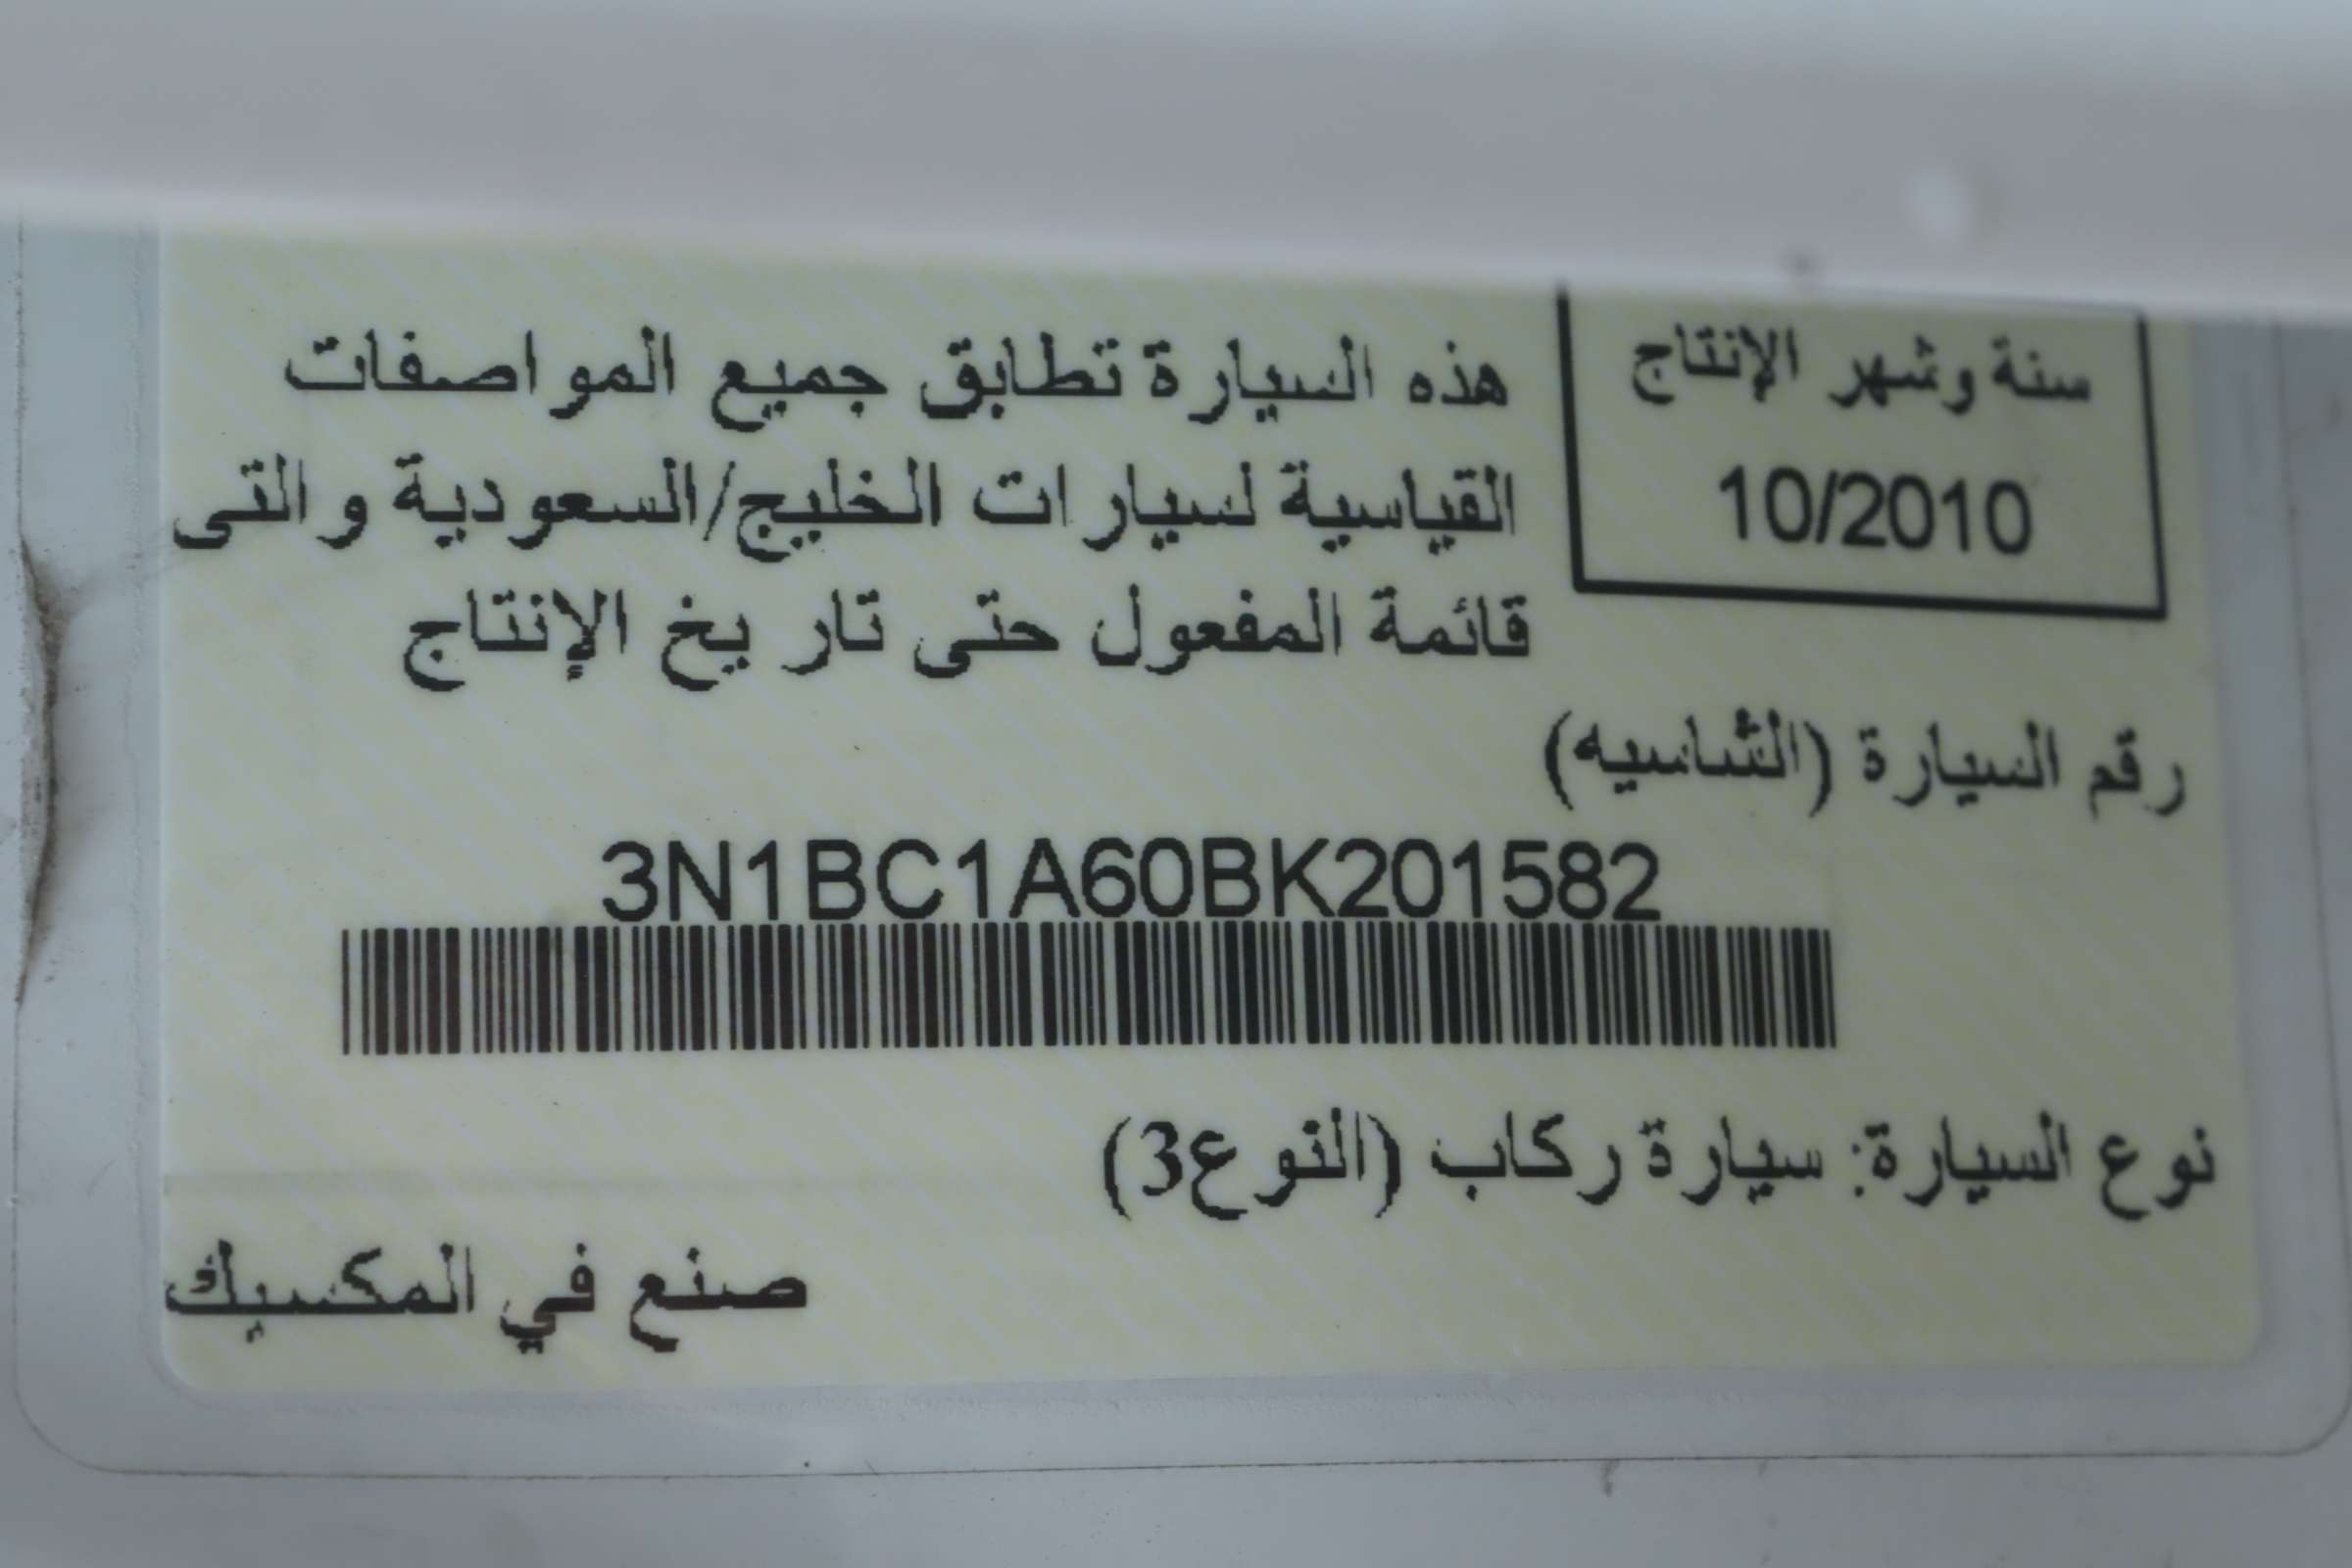 سنة وشهر الإنتاج
10/2010
هذه السيارة تطابق جميع المواصفات
القياسية لسيارات الخليج/السعودية والتى
قائمة المفعول حتى تاريخ الإنتاج
رقم السيارة (الشاسيه)
3N1BC1A60BK201582
نوع السيارة: سيارة ركاب (النوع3)
صنع في المكسيك